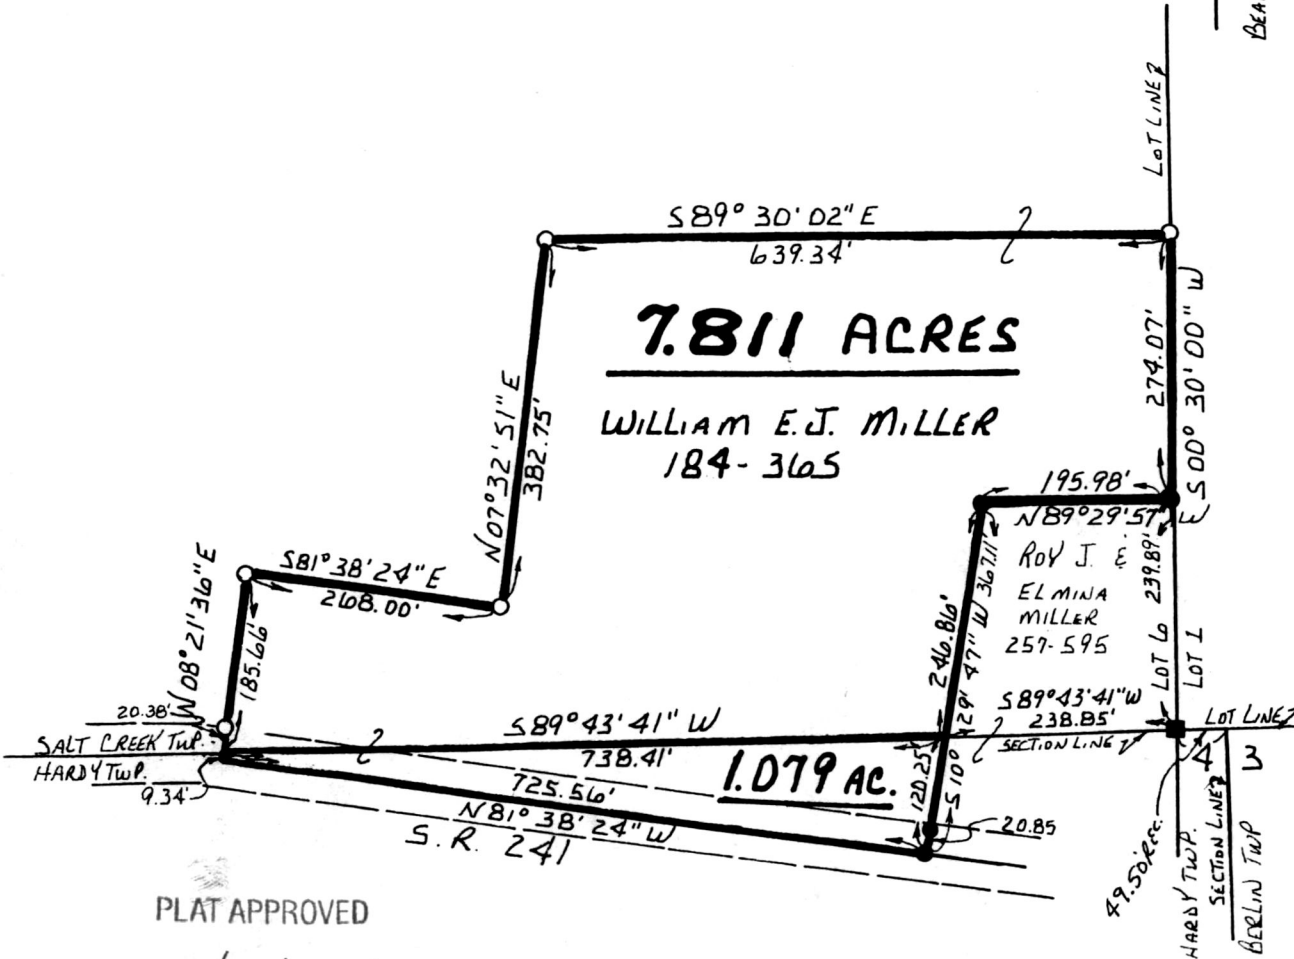 BEA
LOT LINE
S89° 30' 02" E
639.34'
7.811 ACRES
WILLIAM E.J. MILLER
184-365
N07°32'51" E
382.75'
274.07'
S00° 30' 00" W
195.98'
N89°29'57" W
ROY J. &
ELMINA
MILLER
257-595
239.89'
LOT 6
LOT 1
S81°38'24"E
268.00'
N08°21'36"E
185.66'
20.38'
SALT CREEK TWP.
HARDY TWP.
9.34'
S89°43'41" W
738.41'
246.86'
367.11'
S10° 29' 47" W
120.25'
S89°43'41"W
238.85'
SECTION LINE
LOT LINE
4
3
1.079 AC.
725.56'
N81° 38' 24" W
S.R. 241
20.85
49.50'REC.
HARDY TWP.
SECTION LINE
BERLIN TWP
PLAT APPROVED